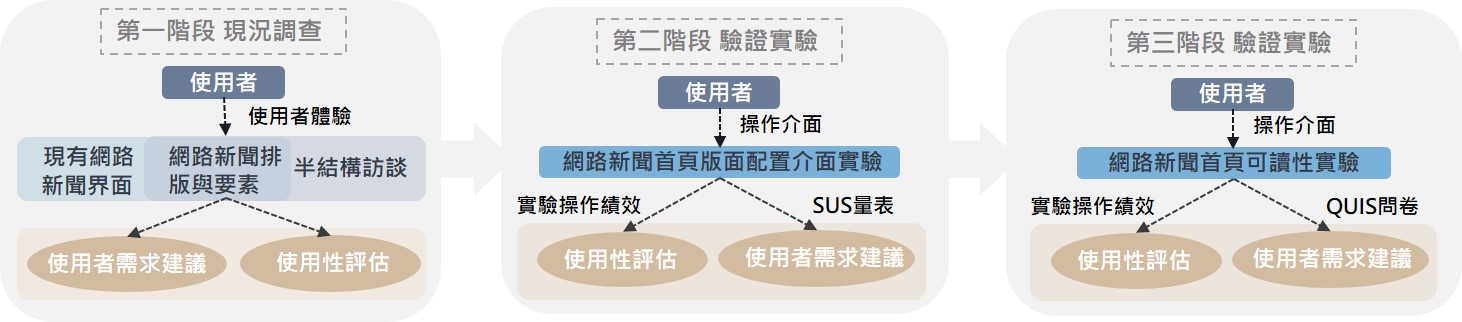 第一階段 現況調查
使用者
使用者體驗
現有網路
新聞界面
網路新聞排
版與要素
半結構訪談
使用者需求建議
使用性評估
第二階段 驗證實驗
使用者
操作介面
網路新聞首頁版面配置介面實驗
實驗操作績效
SUS量表
使用性評估
使用者需求建議
第三階段 驗證實驗
使用者
操作介面
網路新聞首頁可讀性實驗
實驗操作績效
QUIS問卷
使用性評估
使用者需求建議